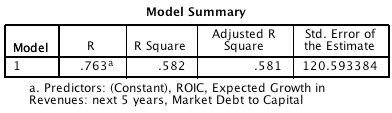 Model Summary
Model R R Square Adjusted R Square Std. Error of the Estimate
1 .763a .582 .581 120.593384
a. Predictors: (Constant), ROIC, Expected Growth in
Revenues: next 5 years, Market Debt to Capital